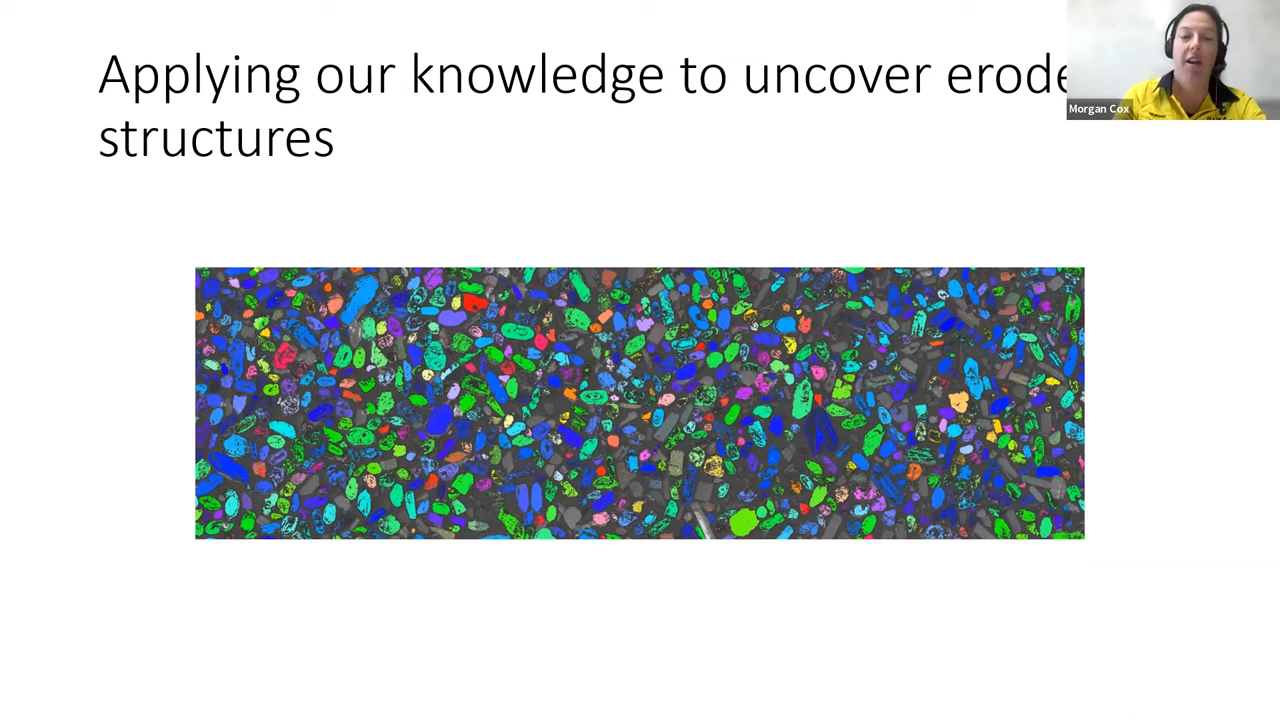 Applying our knowledge to uncover erode
structures
Morgan Cox